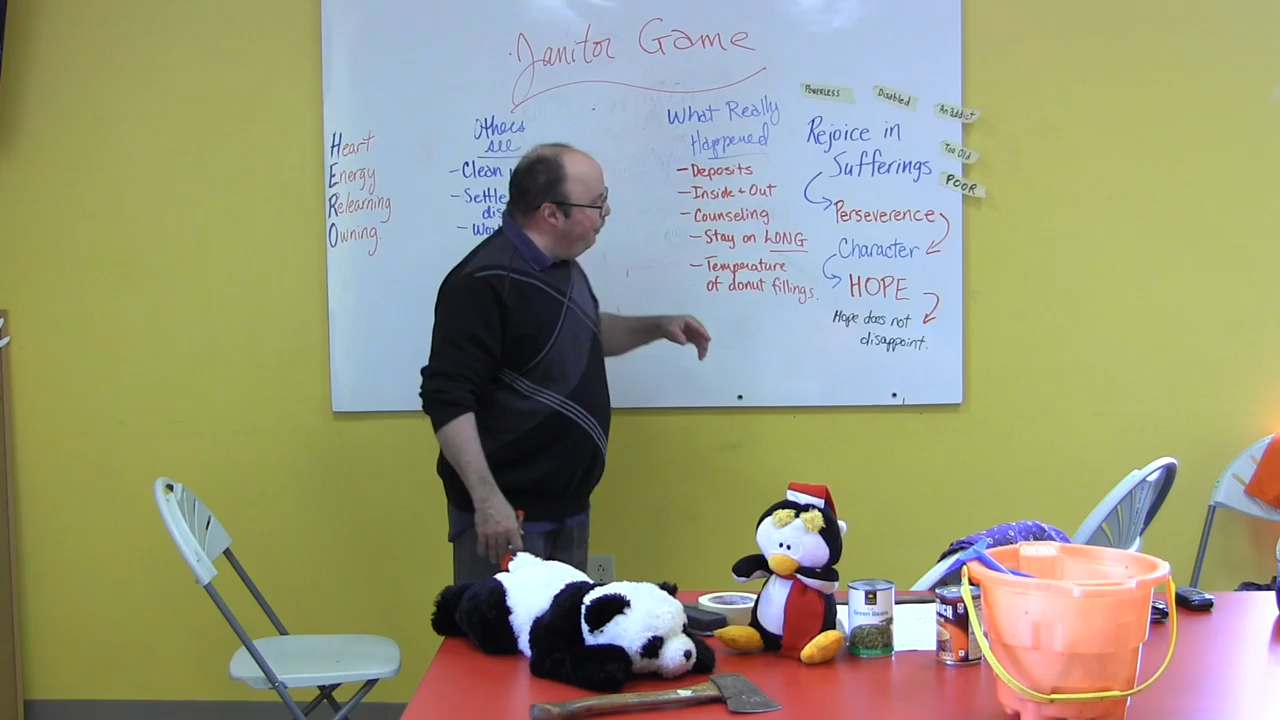 Janitor Game
Heart
Energy
Relearning
Owning.
Others
see
- Clean
- Settle
dis
- Wo
What Really
Happened
- Deposits
- Inside + Out
- Counseling
- Stay on LONG
- Temperature
of donut fillings.
POWERLESS
Disabled
An addict
Too Old
POOR
Rejoice in
Sufferings
Perseverence
Character
HOPE
Hope does not
disappoint.
Green Beans